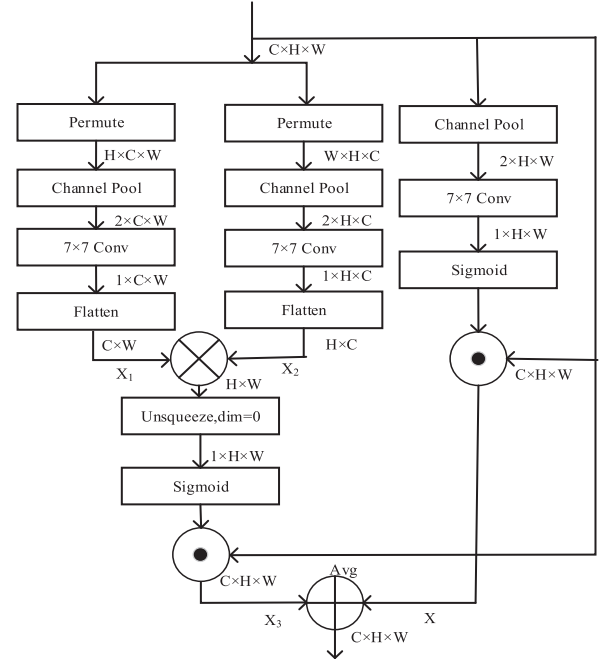 C×H×W
Permute
Permute
Channel Pool
H×C×W
W×H×C
2×H×W
Channel Pool
Channel Pool
7×7 Conv
2×C×W
2×H×C
1×H×W
7×7 Conv
7×7 Conv
Sigmoid
1×C×W
1×H×C
Flatten
Flatten
C×W
H×C
X1
X2
C×H×W
H×W
Unsqueeze,dim=0
1×H×W
Sigmoid
Avg
C×H×W
X3
X
C×H×W